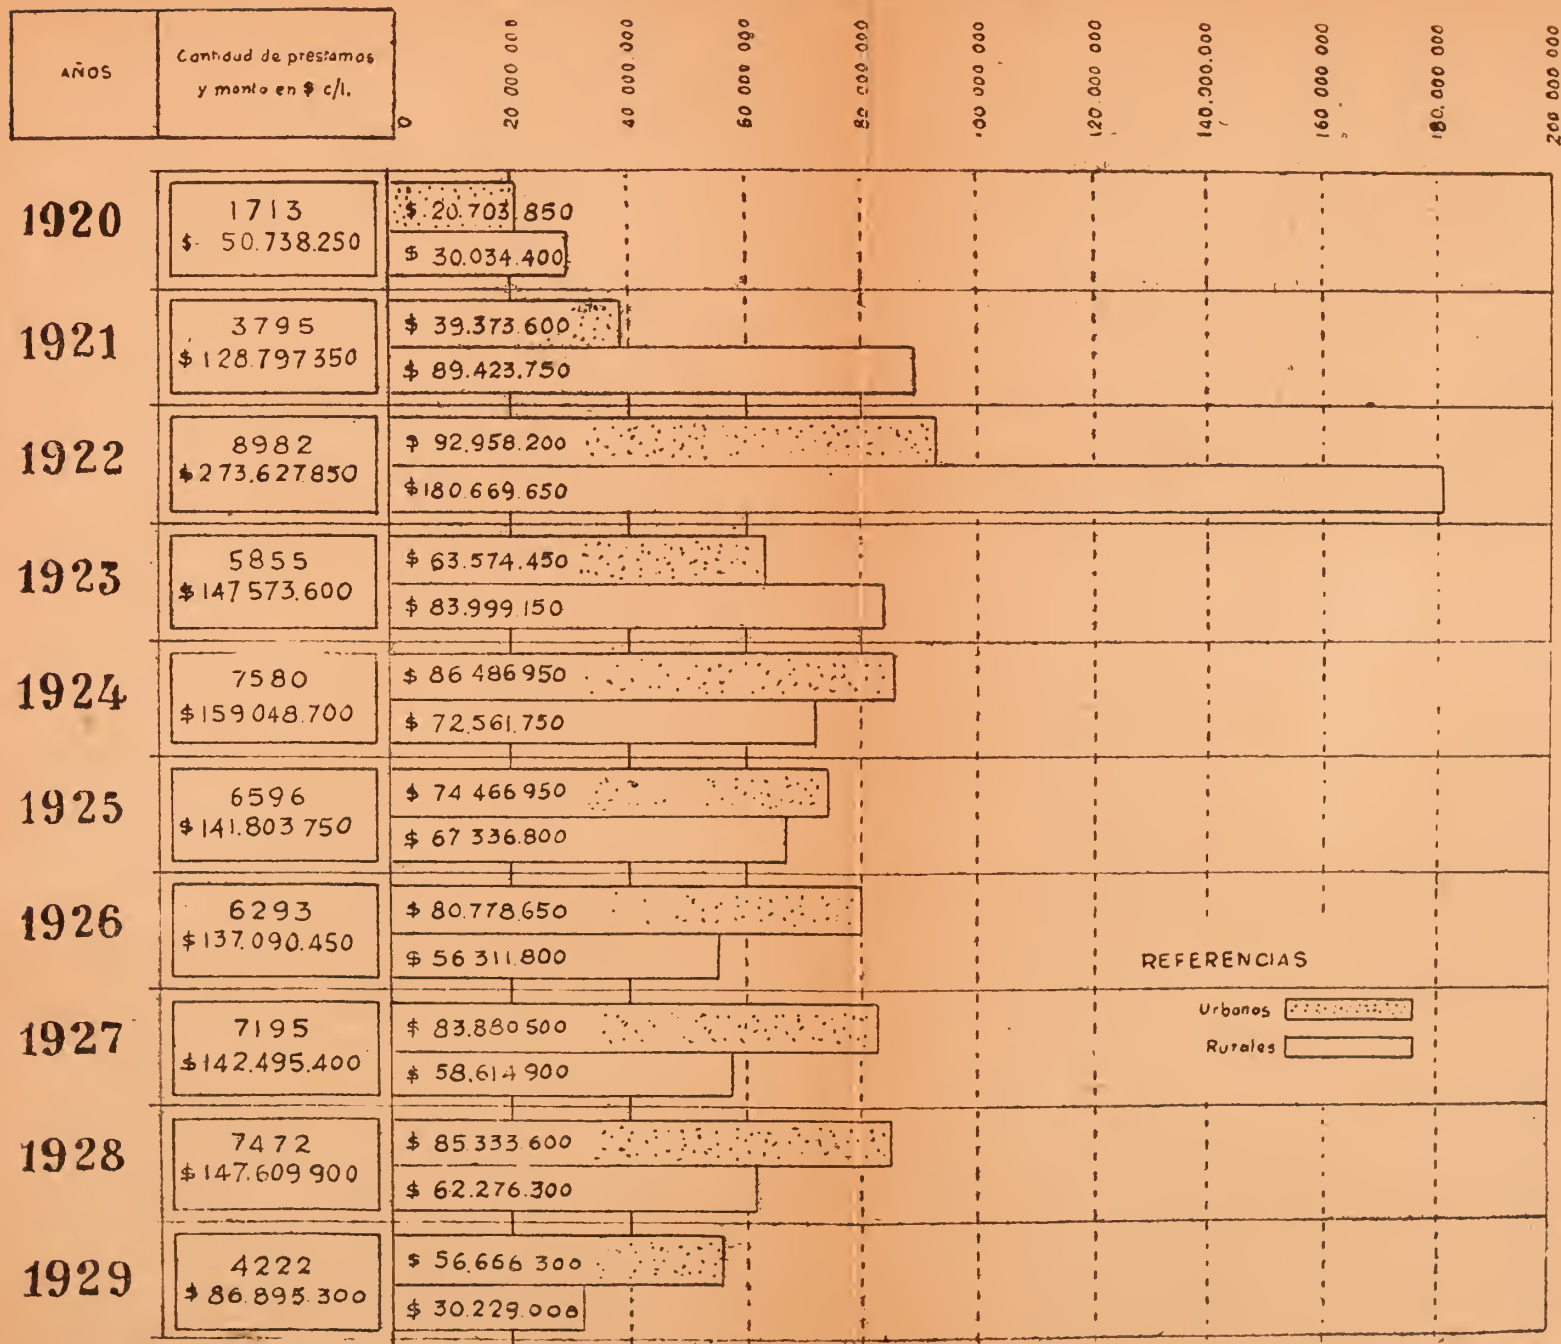 AÑOS
Cantidad de prestamos
y monto en $ c/l.
0
20 000 000
40 000.000
60 000 000
80 000.000
100 000 000
120.000 000
140.000.000
160 000 000
180.000 000
200 000 000
1920
1713
$ 50.738.250
$ 20.703 850
$ 30.034.400
1921
3795
$ 128.797 350
$ 39.373.600
$ 89.423.750
1922
8982
$ 273.627.850
$ 92.958.200
$ 180.669.650
1923
5855
$ 147 573.600
$ 63.574.450
$ 83.999.150
1924
7580
$ 159 048.700
$ 86 486 950
$ 72.561.750
1925
6596
$ 141.803 750
$ 74 466 950
$ 67 336.800
1926
6293
$ 137.090.450
$ 80.778.650
$ 56 311.800
REFERENCIAS
1927
7195
$ 142.495.400
$ 83.880 500
$ 58.614 900
Urbanos
Rurales
1928
7472
$ 147.609 900
$ 85.333.600
$ 62.276.300
1929
4222
$ 86.895.300
$ 56.666 300
$ 30.229.000